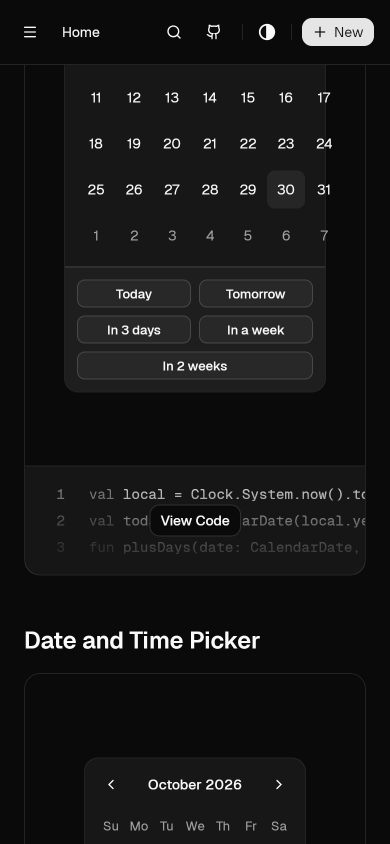 Home
New
11 12 13 14 15 16 17
18 19 20 21 22 23 24
25 26 27 28 29 30 31
1 2 3 4 5 6 7
Today Tomorrow
In 3 days In a week
In 2 weeks
1 val local = Clock.System.now().to
2 val tod View Code arDate(local.ye
3 fun plusDays(date: CalendarDate,
Date and Time Picker
October 2026
Su Mo Tu We Th Fr Sa